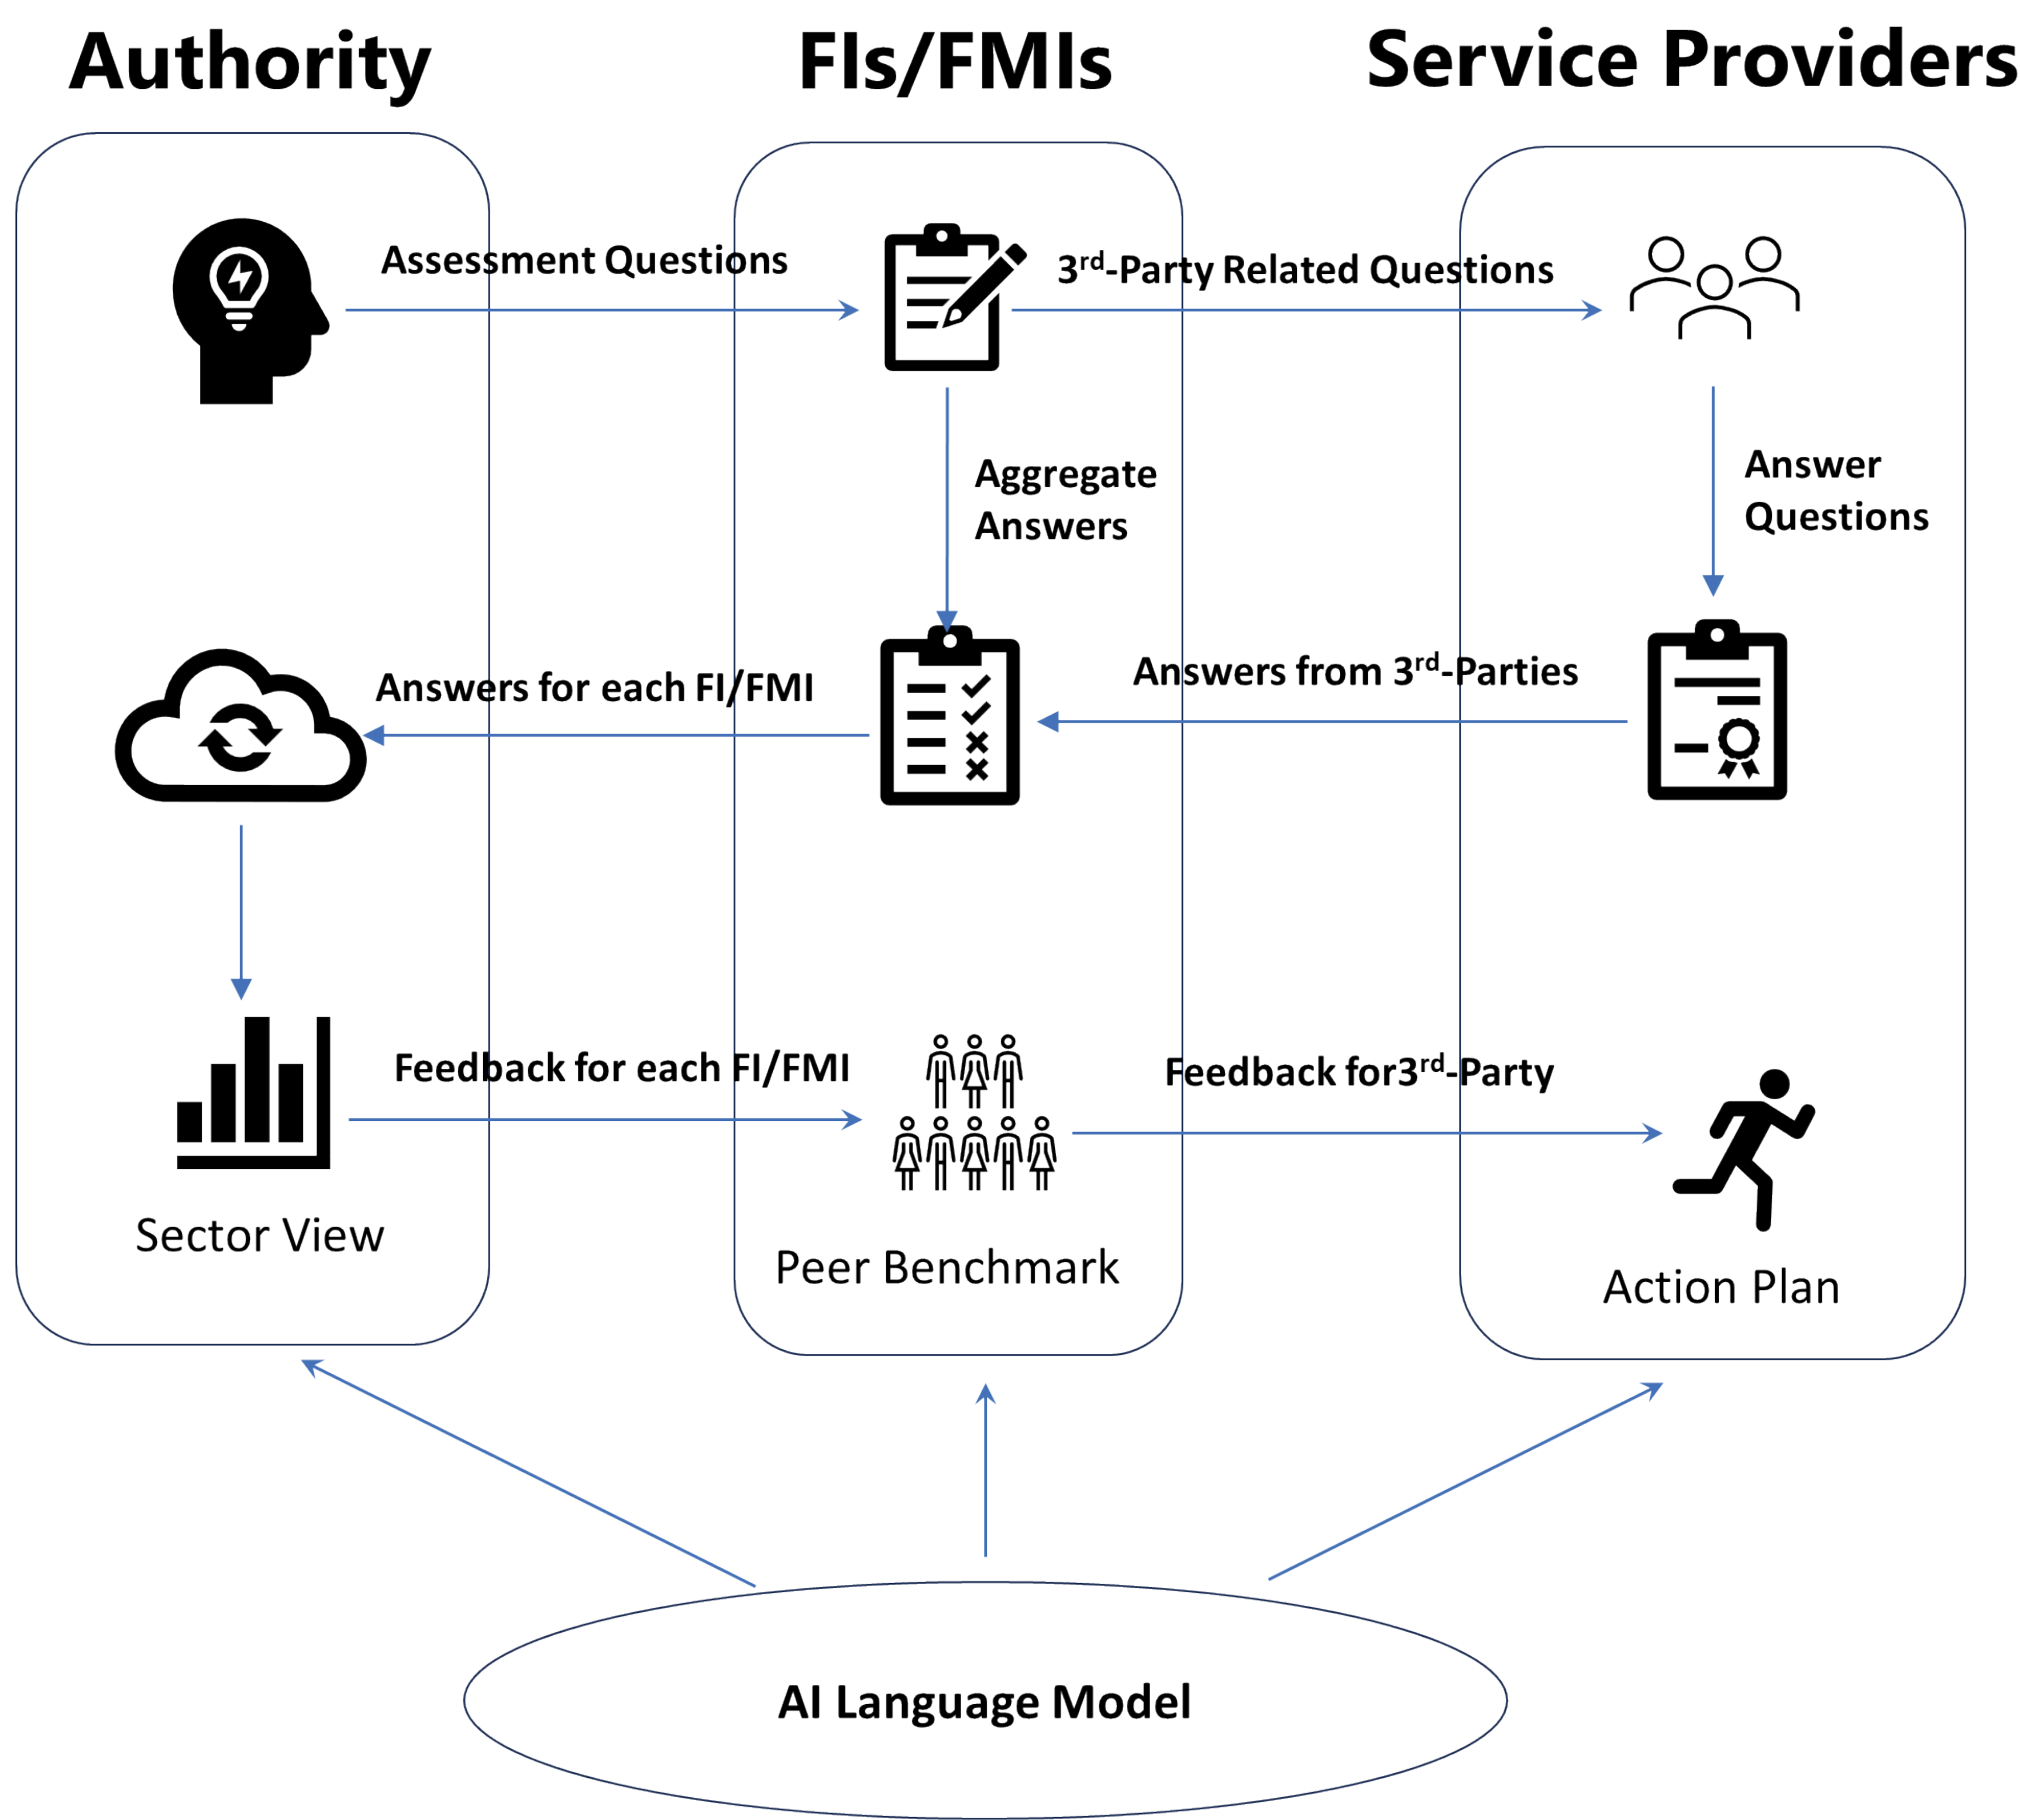 Authority
FIs/FMIs
Service Providers
Assessment Questions
3rd-Party Related Questions
Aggregate
Answers
Answer
Questions
Answers for each FI/FMI
Answers from 3rd-Parties
Feedback for each FI/FMI
Feedback for3rd-Party
Sector View
Peer Benchmark
Action Plan
AI Language Model